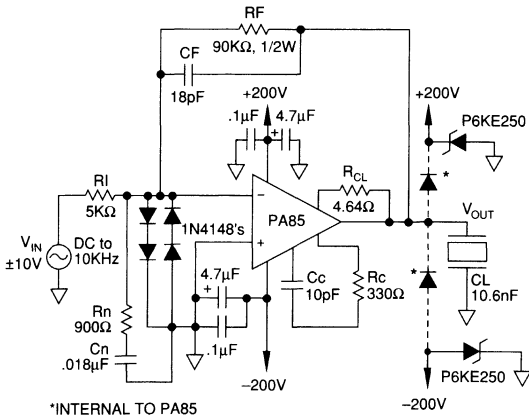 RF
90KΩ, 1/2W
CF
18pF
+200V
+200V
.1µF
4.7µF
+
P6KE250
*
RI
5KΩ
−
RCL
4.64Ω
PA85
VOUT
1N4148's
VIN
±10V
DC to
10KHz
+
4.7µF
+
Cc
10pF
Rc
330Ω
*
CL
10.6nF
Rn
900Ω
Cn
.018µF
.1µF
−200V
P6KE250
−200V
*INTERNAL TO PA85